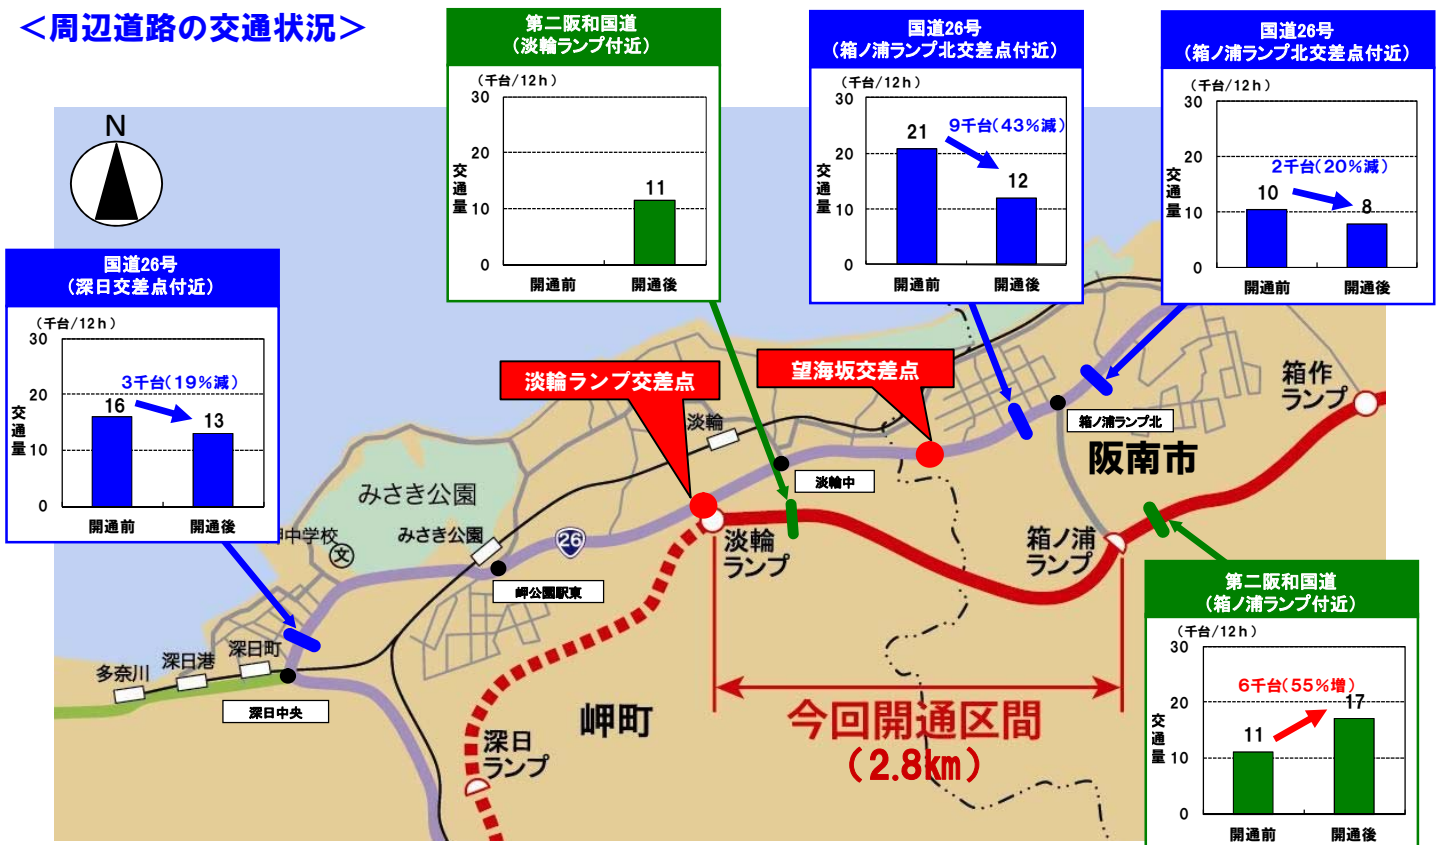 ＜周辺道路の交通状況＞
第二阪和国道
（淡輪ランプ付近）
（千台/12h）
30
20
10
0
交通量
11
開通前
開通後
国道26号
（箱ノ浦ランプ北交差点付近）
（千台/12h）
30
20
10
0
交通量
21
9千台(43%減)
12
開通前
開通後
国道26号
（箱ノ浦ランプ北交差点付近）
（千台/12h）
30
20
10
0
交通量
10
2千台(20%減)
8
開通前
開通後
N
国道26号
（深日交差点付近）
（千台/12h）
30
20
10
0
交通量
16
3千台(19%減)
13
開通前
開通後
淡輪ランプ交差点
望海坂交差点
箱作
ランプ
淡輪
箱ノ浦ランプ北
阪南市
淡輪中
みさき公園
中学校
文
みさき公園
26
淡輪
ランプ
箱ノ浦
ランプ
岬公園駅東
深日町
深日港
多奈川
深日中央
岬町
今回開通区間
（2.8km）
深日
ランプ
第二阪和国道
（箱ノ浦ランプ付近）
（千台/12h）
30
20
10
0
交通量
11
6千台(55%増)
17
開通前
開通後